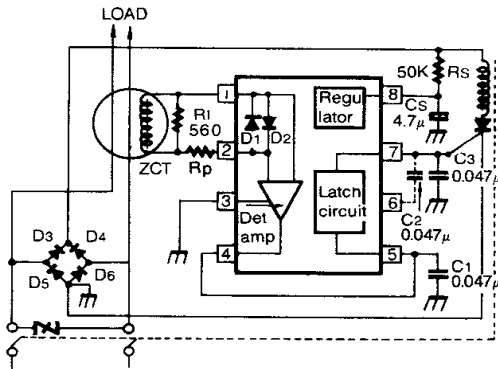 LOAD
50K
RS
CS
4.7μ
8
Regu
lator
1
Rl
560
D1 D2
ZCT
RP
2
7
C3
0.047μ
3
Det
amp
Latch
circuit
6
C2
0.047μ
4
5
C1
0.047μ
D3
D4
D5
D6